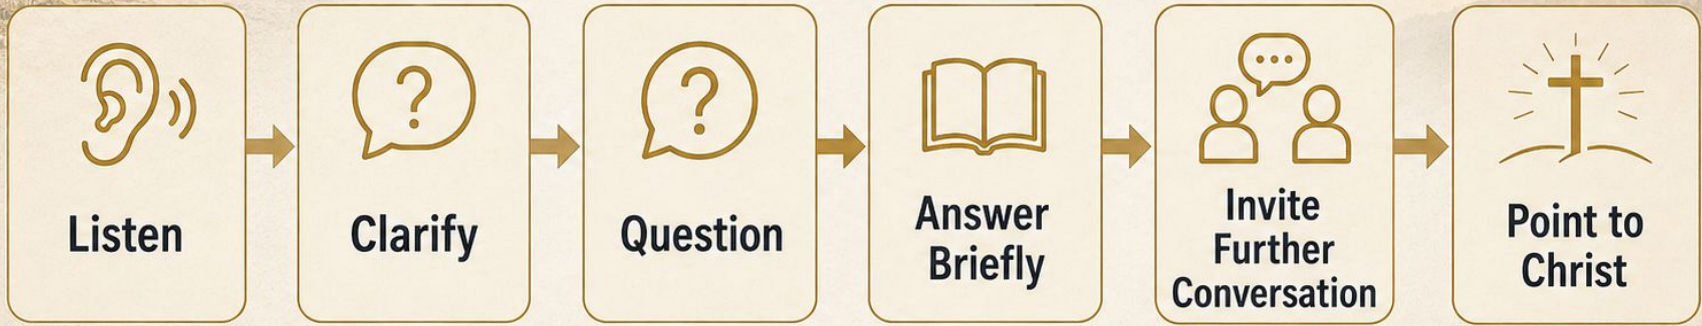 Listen
Clarify
Question
Answer
Briefly
Invite
Further
Conversation
Point to
Christ